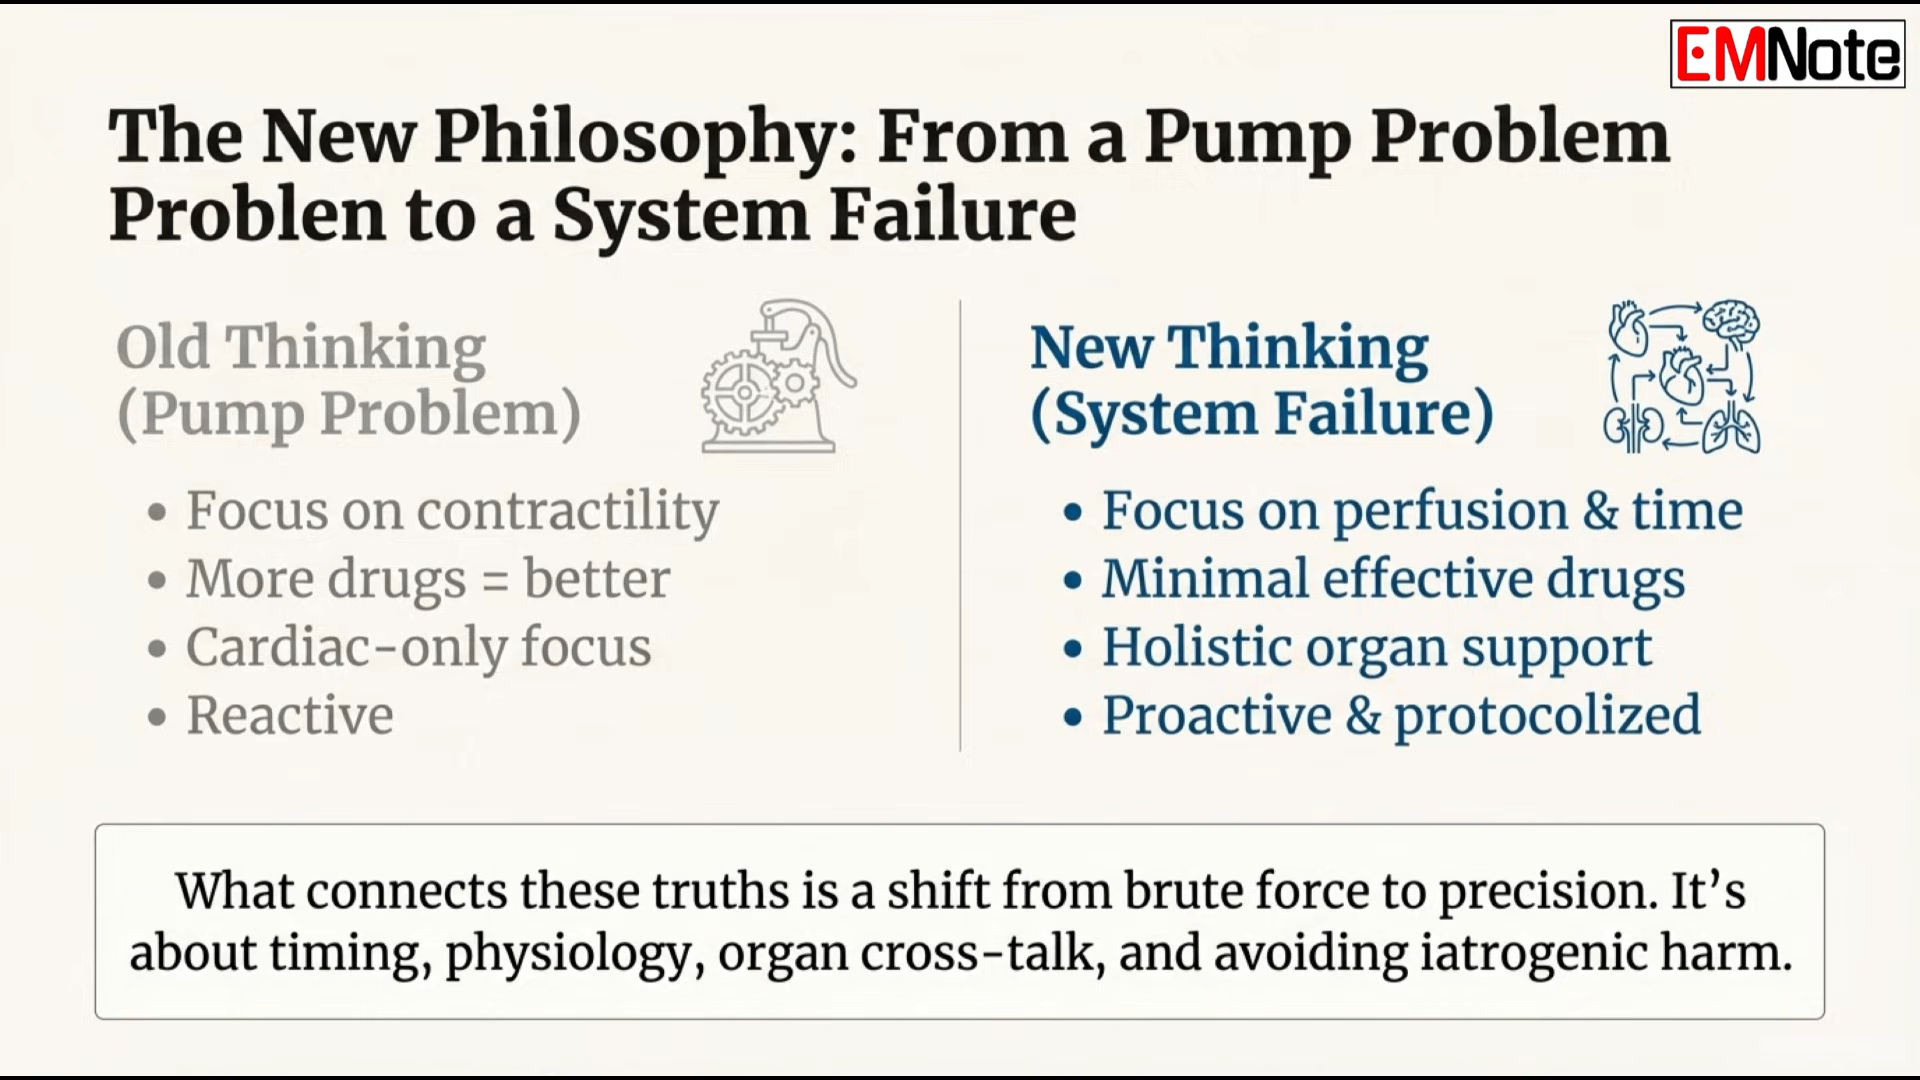 EMNote
The New Philosophy: From a Pump Problem
Problen to a System Failure
Old Thinking
(Pump Problem)
• Focus on contractility
• More drugs = better
• Cardiac-only focus
• Reactive
New Thinking
(System Failure)
• Focus on perfusion & time
• Minimal effective drugs
• Holistic organ support
• Proactive & protocolized
What connects these truths is a shift from brute force to precision. It’s
about timing, physiology, organ cross-talk, and avoiding iatrogenic harm.